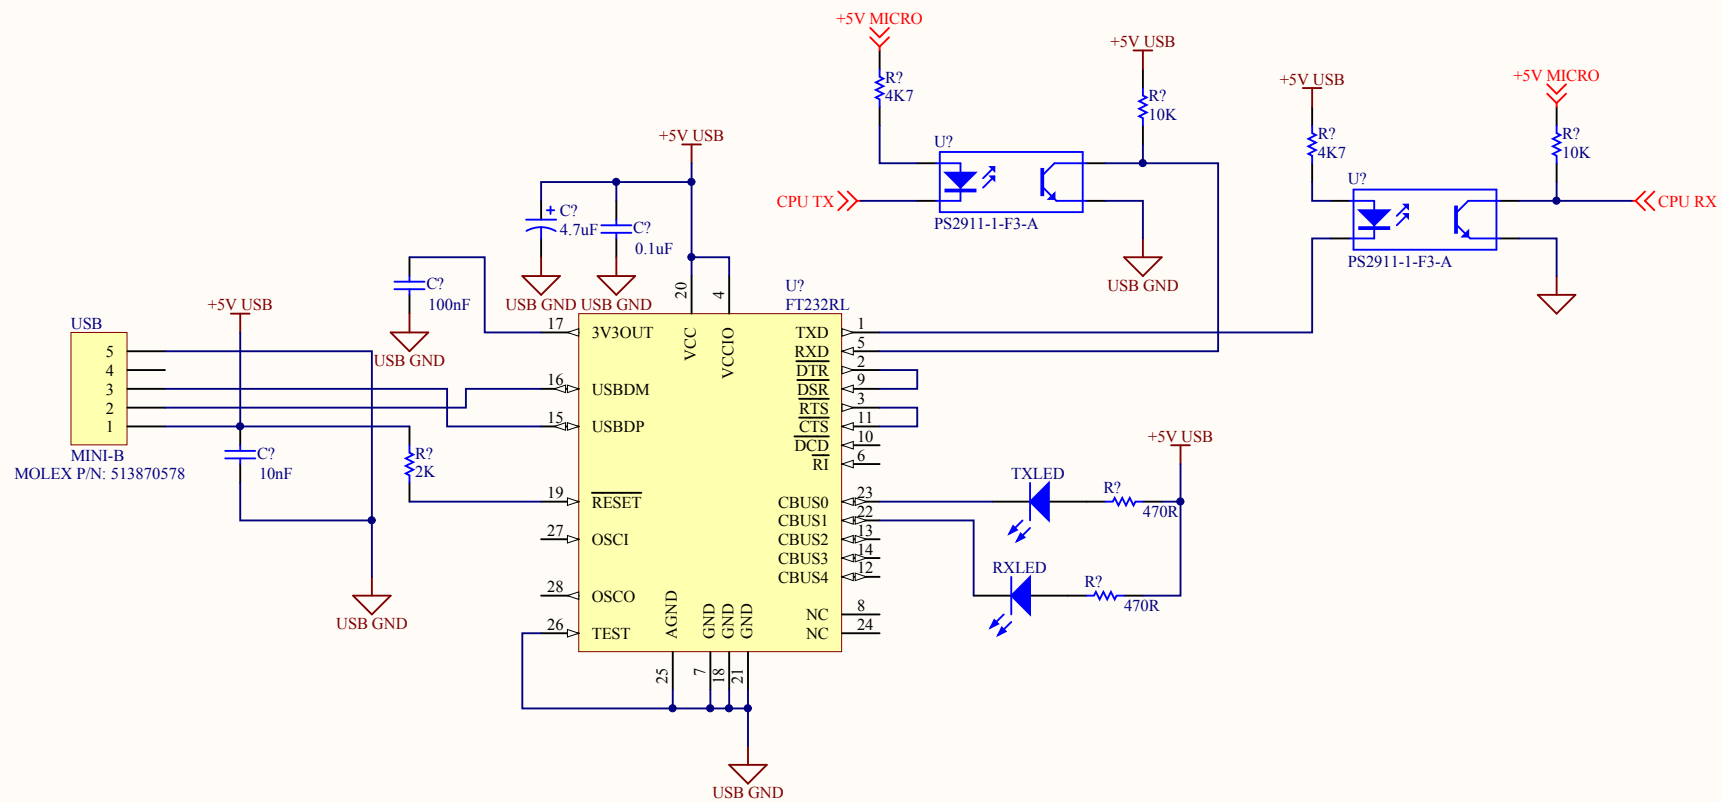 +5V MICRO
R?
4K7
+5V USB
R?
10K
U?
CPU TX
PS2911-1-F3-A
USB GND
+5V USB
R?
4K7
+5V MICRO
R?
10K
U?
CPU RX
PS2911-1-F3-A
+5V USB
+ C?
4.7uF
C?
0.1uF
USB GND
USB GND
C?
100nF
USB GND
+5V USB
USB
5
4
3
2
1
MINI-B
MOLEX P/N: 513870578
C?
10nF
R?
2K
USB GND
U?
FT232RL
20
4
VCC
VCCIO
17 3V3OUT
16 USBDM
15 USBDP
19 RESET
27 OSCI
28 OSCO
26 TEST
TXD 1
RXD 5
DTR 2
DSR 9
RTS 3
CTS 11
DCD 10
RI 6
CBUS0 23
CBUS1 22
CBUS2 13
CBUS3 14
CBUS4 12
NC 8
NC 24
AGND
GND
GND
GND
25
7
18
21
USB GND
+5V USB
TXLED
R?
470R
RXLED
R?
470R